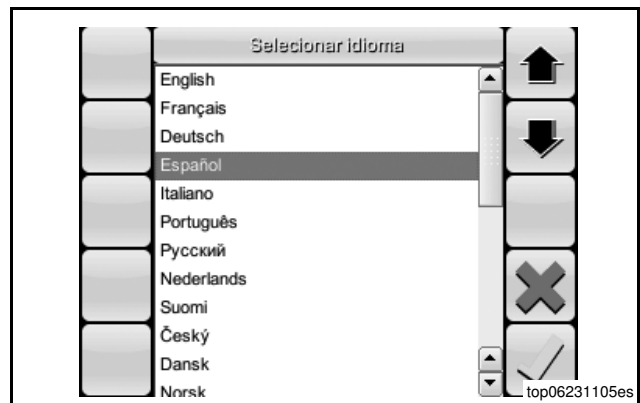 Selecionar idioma
English
Français
Deutsch
Español
Italiano
Português
Русский
Nederlands
Suomi
Český
Dansk
Norsk
top06231105es